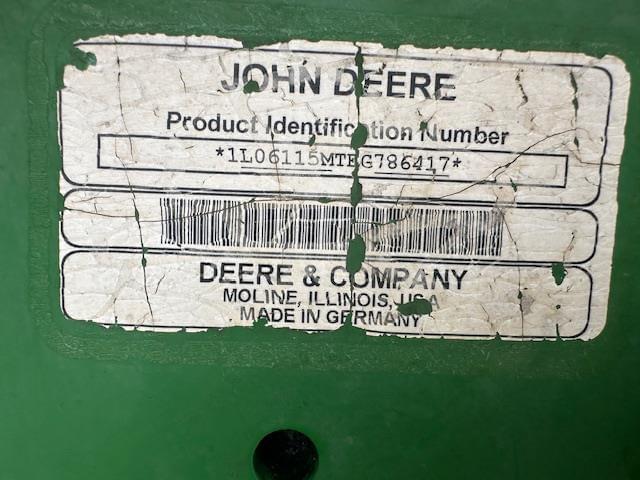 JOHN DEERE
Product Identification Number
*1L06115MTEG786417*
DEERE & COMPANY
MOLINE, ILLINOIS, USA
MADE IN GERMANY